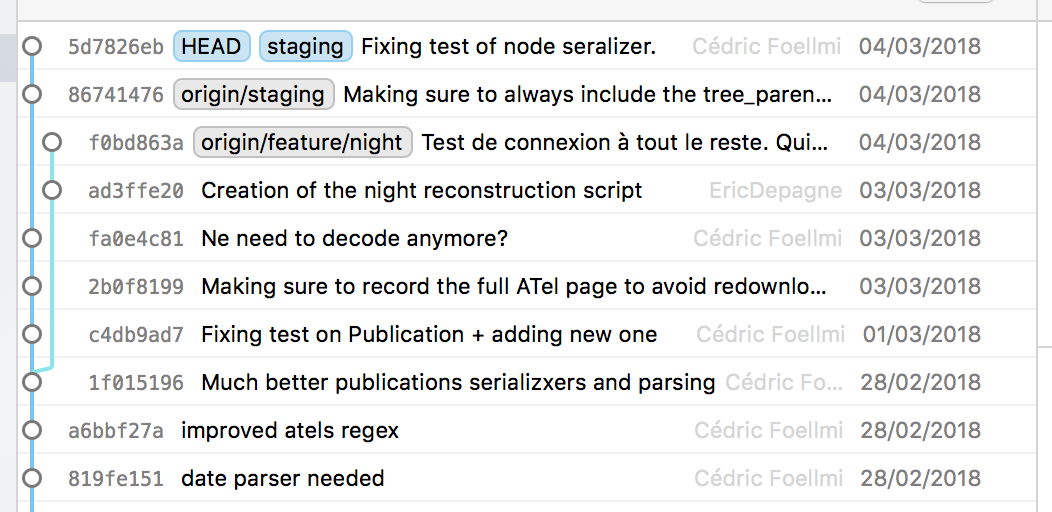 5d7826eb HEAD staging Fixing test of node seralizer. Cédric Foellmi 04/03/2018
86741476 origin/staging Making sure to always include the tree_paren... 04/03/2018
f0bd863a origin/feature/night Test de connexion à tout le reste. Qui... 04/03/2018
ad3ffe20 Creation of the night reconstruction script EricDepagne 03/03/2018
fa0e4c81 Ne need to decode anymore? Cédric Foellmi 03/03/2018
2b0f8199 Making sure to record the full ATel page to avoid redownlo... 03/03/2018
c4db9ad7 Fixing test on Publication + adding new one Cédric Foellmi 01/03/2018
1f015196 Much better publications serializxers and parsing Cédric Fo... 28/02/2018
a6bbf27a improved atels regex Cédric Foellmi 28/02/2018
819fe151 date parser needed Cédric Foellmi 28/02/2018